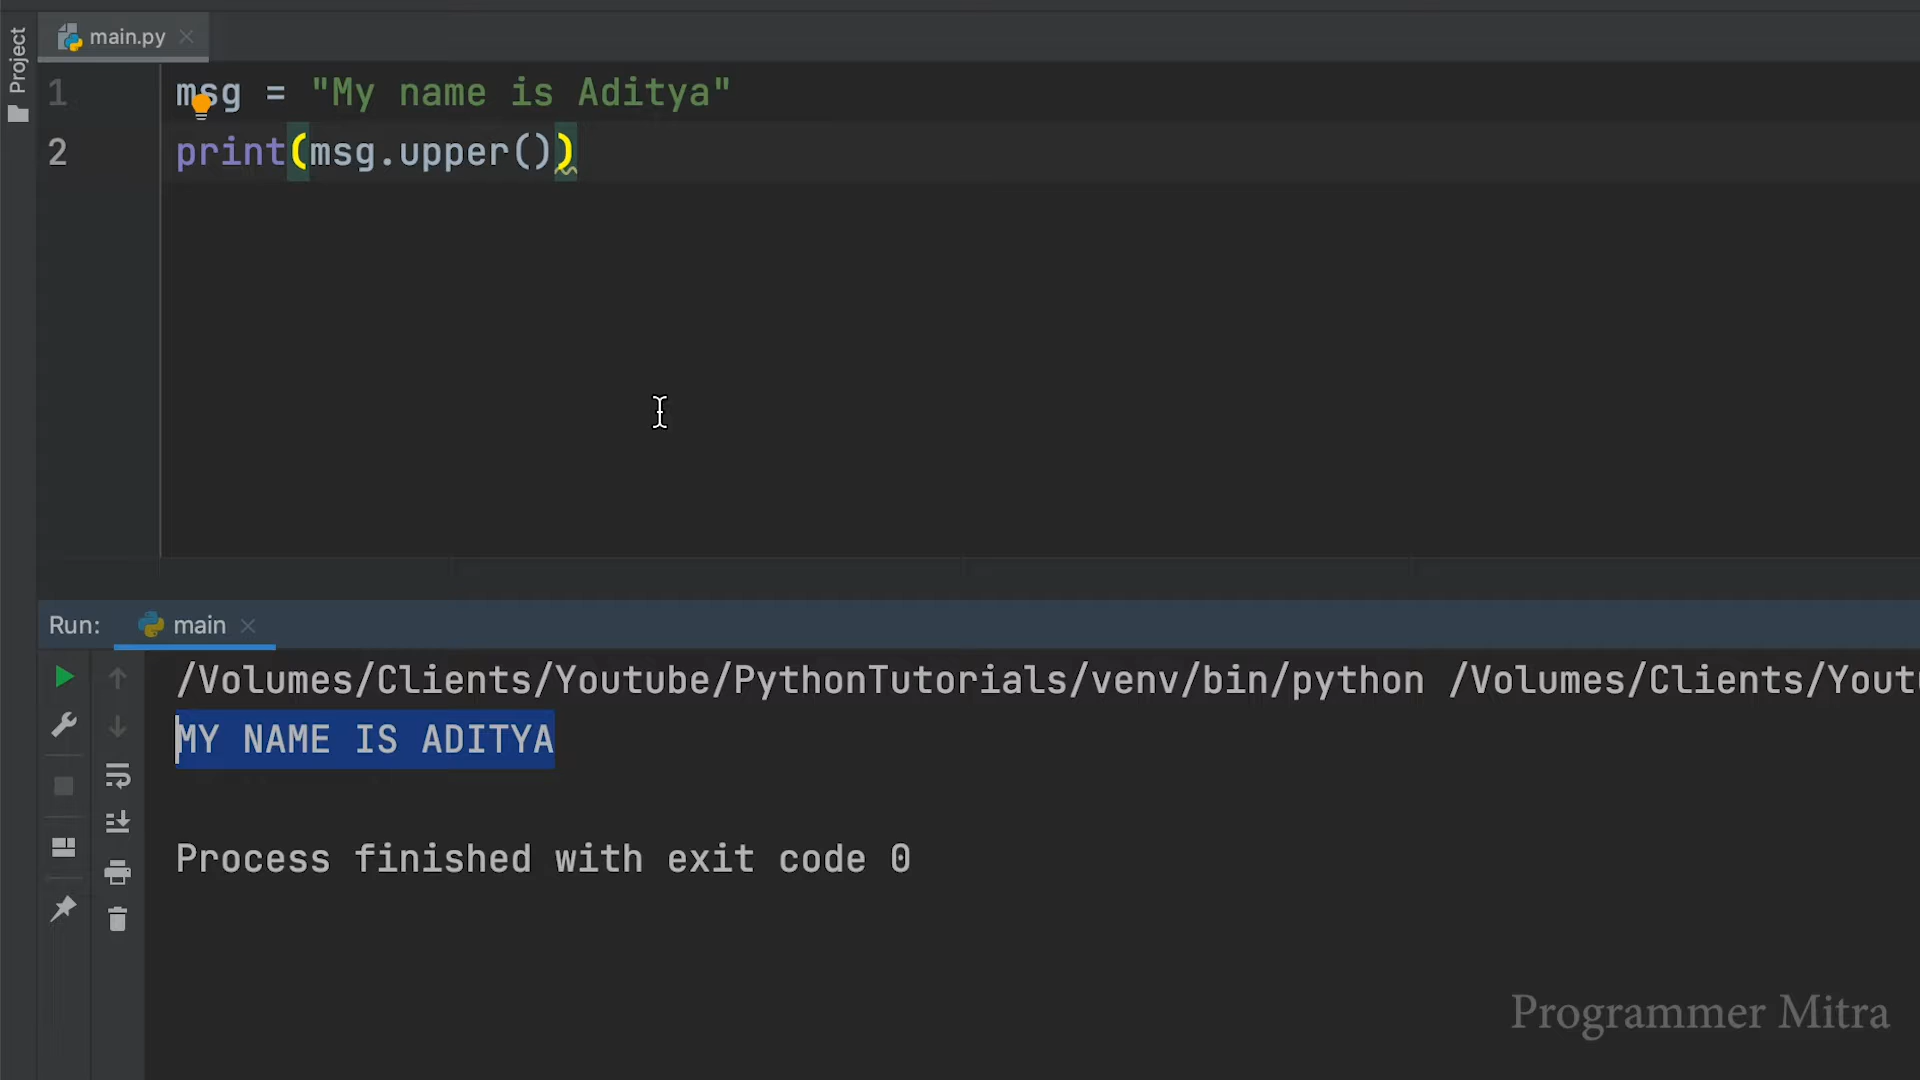 Project
main.py
1 msg = "My name is Aditya"
2 print(msg.upper())
Run: main
/Volumes/Clients/Youtube/PythonTutorials/venv/bin/python /Volumes/Clients/Yout
MY NAME IS ADITYA
Process finished with exit code 0
Programmer Mitra